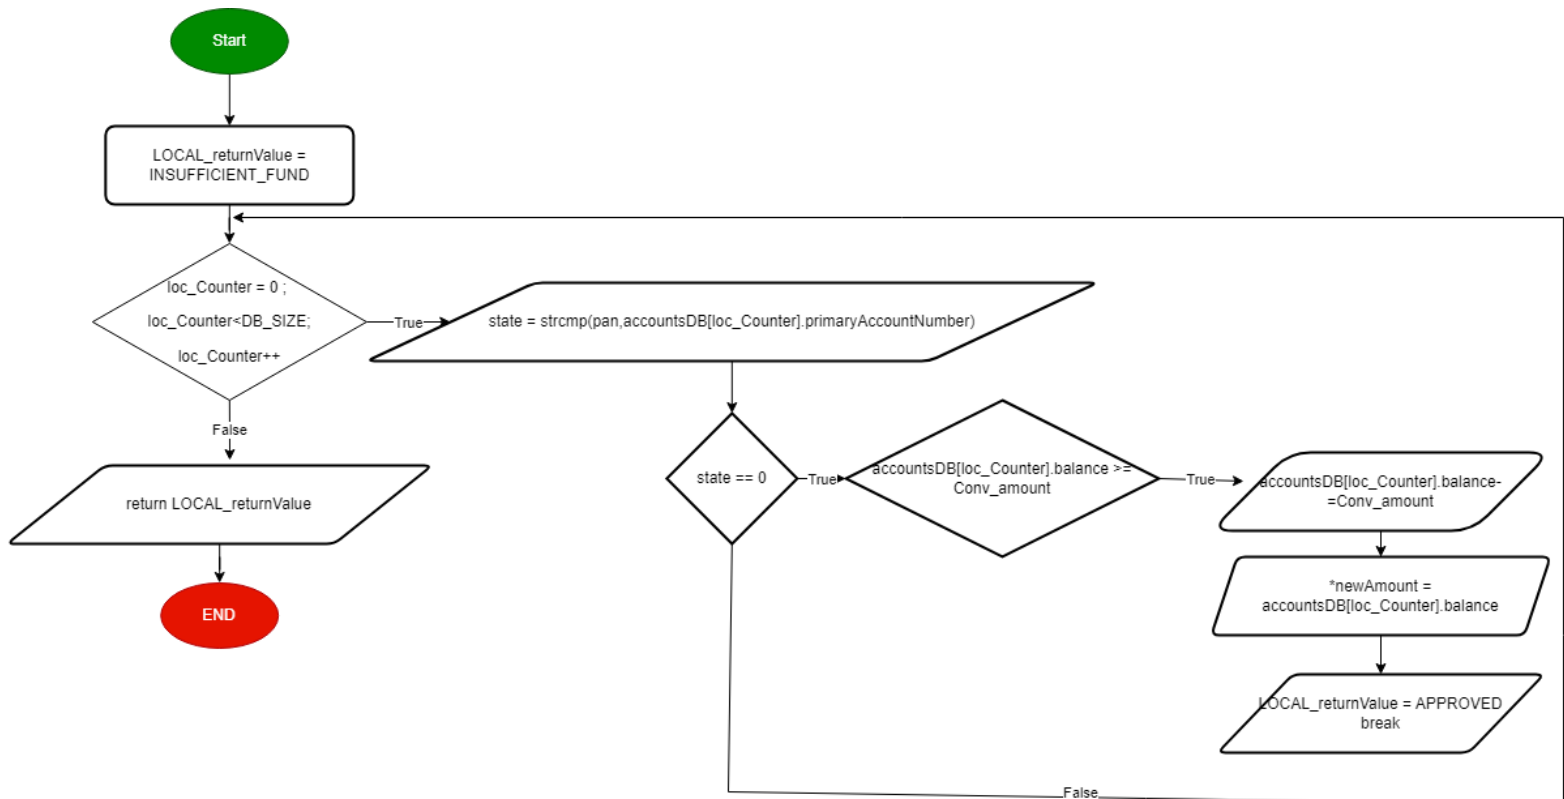 Start
LOCAL_returnValue =
INSUFFICIENT_FUND
loc_Counter = 0 ;
loc_Counter<DB_SIZE;
loc_Counter++
True
state = strcmp(pan,accountsDB[loc_Counter].primaryAccountNumber)
False
return LOCAL_returnValue
END
state == 0
True
accountsDB[loc_Counter].balance >=
Conv_amount
True
accountsDB[loc_Counter].balance-
=Conv_amount
*newAmount =
accountsDB[loc_Counter].balance
LOCAL_returnValue = APPROVED
break
False